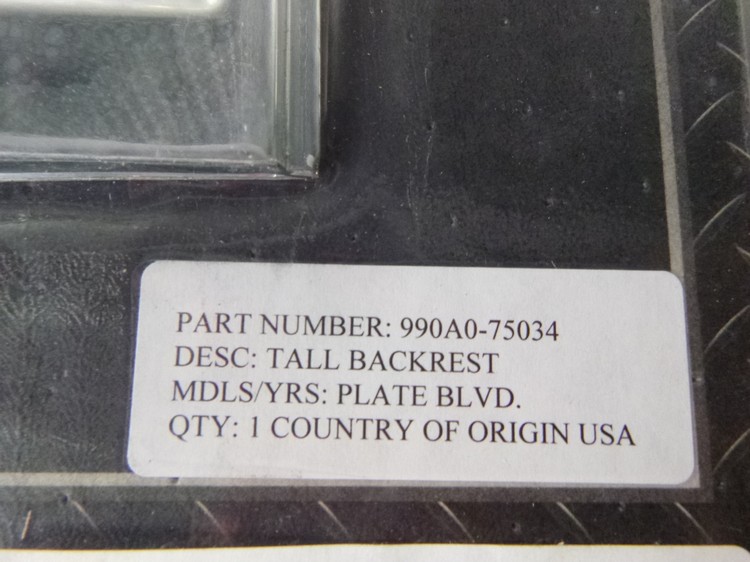 PART NUMBER: 990A0-75034
DESC: TALL BACKREST
MDLS/YRS: PLATE BLVD.
QTY: 1 COUNTRY OF ORIGIN USA